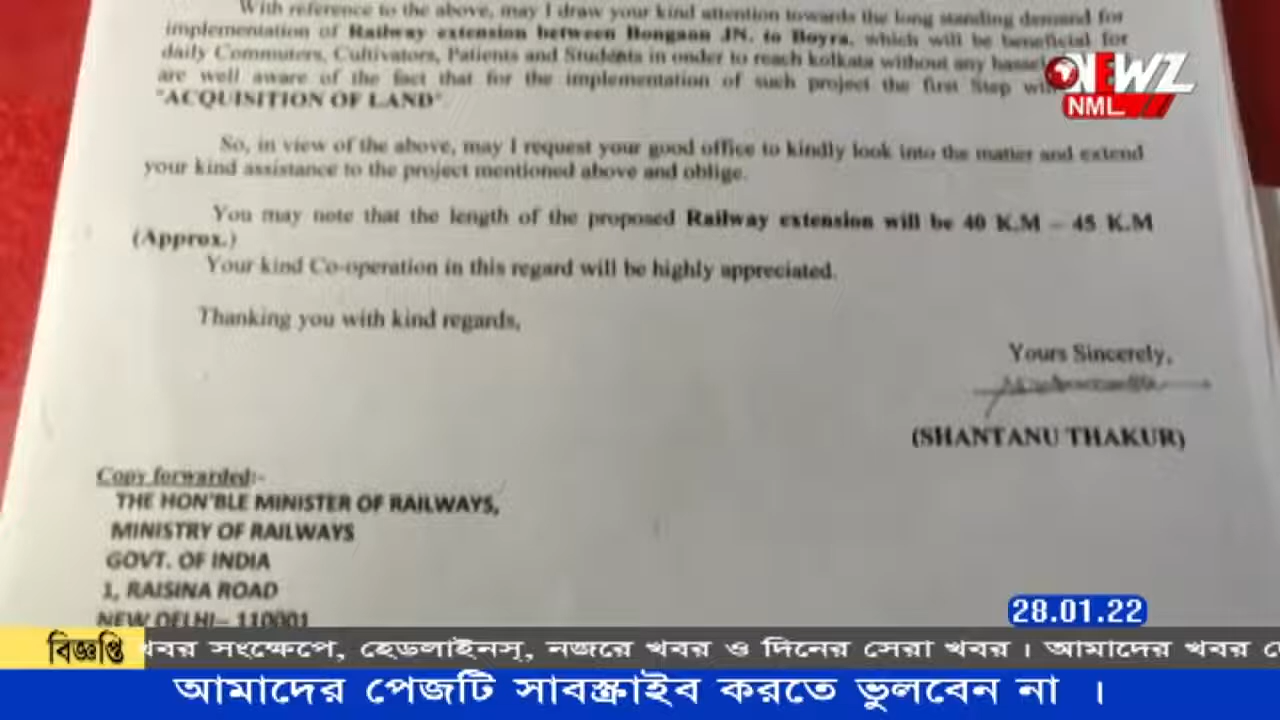 With reference to the above, may I draw your kind attention towards the long standing demand for
implementation of Railway extension between Bongaon JN. to Boyra, which will be beneficial for
daily Commuters, Cultivators, Patients and Students in onder to reach kolkata without any
are well aware of the fact that for the implementation of such project the first Step
"ACQUISITION OF LAND"
So, in view of the above, may I request your good office to kindly look into the matter and extend
your kind assistance to the project mentioned above and oblige.
You may note that the length of the proposed Railway extension will be 40 K.M – 45 K.M
(Approx.)
Your kind Co-operation in this regard will be highly appreciated.
Thanking you with kind regards,
Yours Sincerely,
(SHANTANU THAKUR)
Copy forwarded:-
THE HON'BLE MINISTER OF RAILWAYS,
MINISTRY OF RAILWAYS
GOVT. OF INDIA
1, RAISINA ROAD
NEW DELHI– 110001
NEWZ
NML
28.01.22
বিজ্ঞপ্তি
খবর সংক্ষেপে, হেডলাইনস্, নজরে খবর ও দিনের সেরা খবর । আমাদের খবর
আমাদের পেজটি সাবস্ক্রাইব করতে ভুলবেন না ।